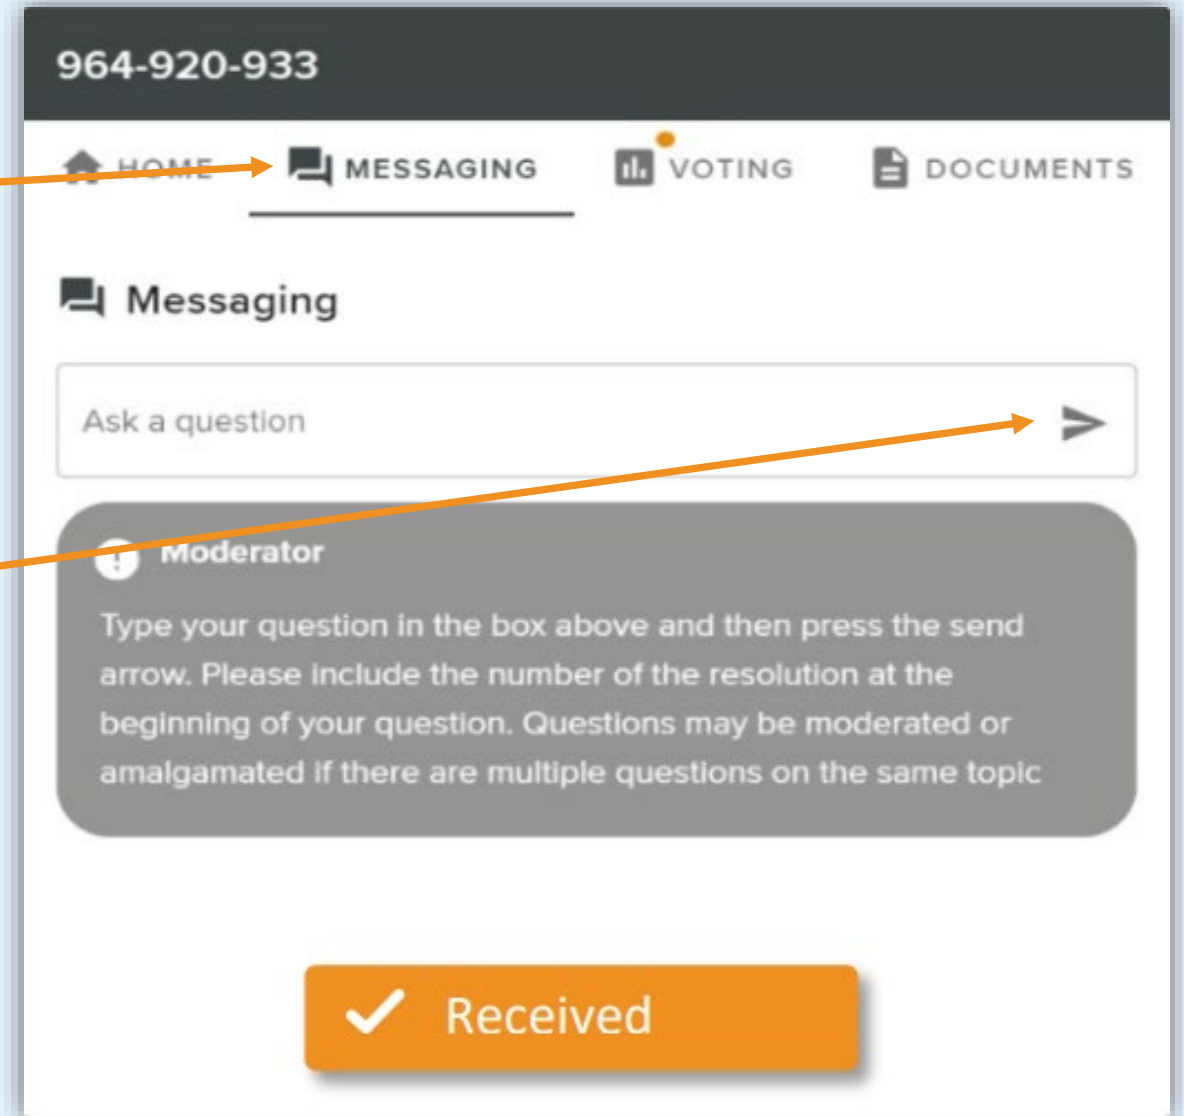 964-920-933
HOME MESSAGING VOTING DOCUMENTS
Messaging
Ask a question
Moderator
Type your question in the box above and then press the send
arrow. Please include the number of the resolution at the
beginning of your question. Questions may be moderated or
amalgamated if there are multiple questions on the same topic
Received